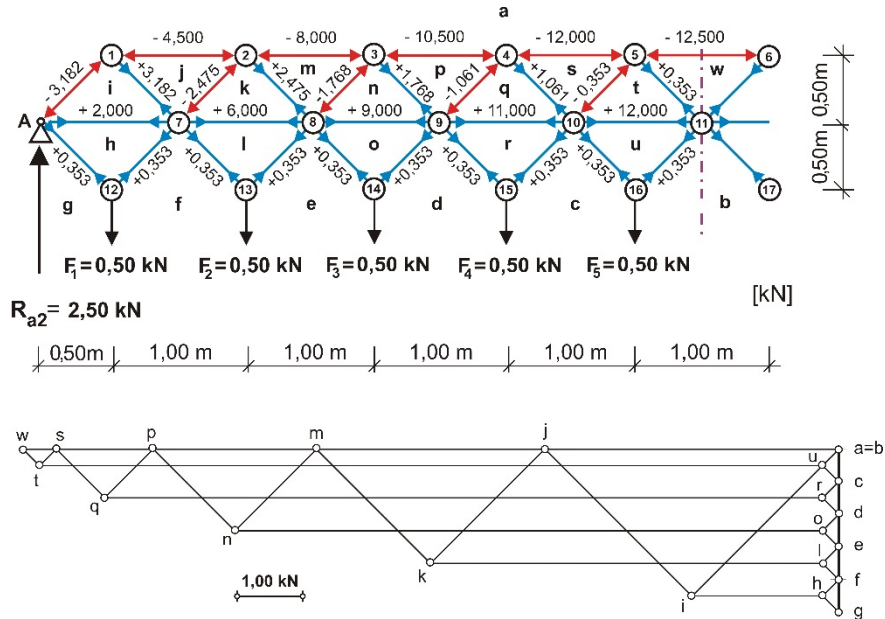 a
1 - 4,500 2 - 8,000 3 - 10,500 4 - 12,000 5 - 12,500 6
- 3,182 i +3,182 j - 2,475 k +2,475 m - 1,768 n +1,768 p - 1,061 q +1,061 s - 0,353 t +0,353 w 0,50m
A + 2,000 7 + 6,000 8 + 9,000 9 + 11,000 10 + 12,000 11
h l o r u
+0,353 +0,353 +0,353 +0,353 +0,353 +0,353 +0,353 +0,353 +0,353 +0,353 0,50m
g 12 f 13 e 14 d 15 c 16 b 17
F1=0,50 kN F2=0,50 kN F3=0,50 kN F4=0,50 kN F5=0,50 kN
[kN]
Ra2= 2,50 kN
0,50m 1,00 m 1,00 m 1,00 m 1,00 m 1,00 m
w s p m j a=b
t u
c
q r
d
n o
e
k l
f
1,00 kN
i h
g